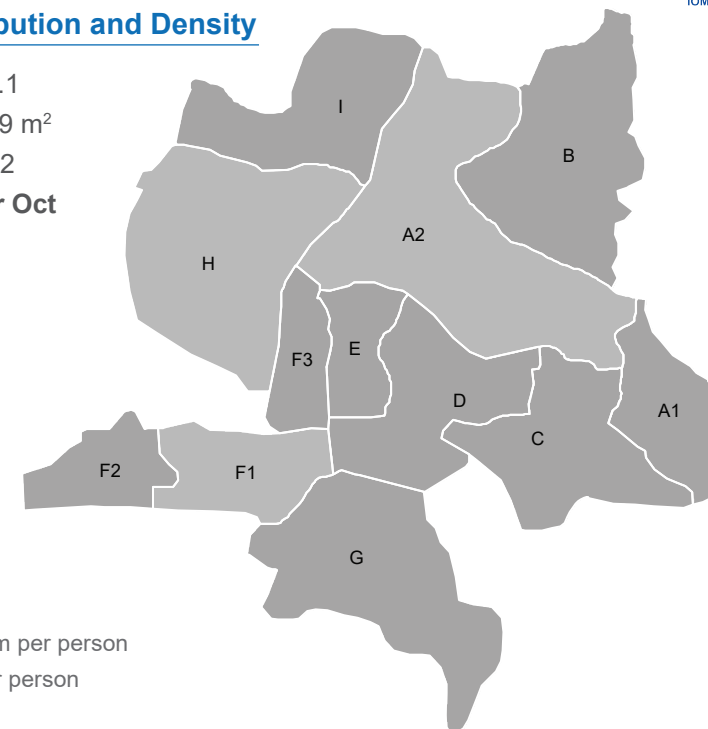 bution and Density
.1
9 m²
2
r Oct
I
B
A2
H
E
F3
D
A1
C
F2
F1
G
m per person
r person